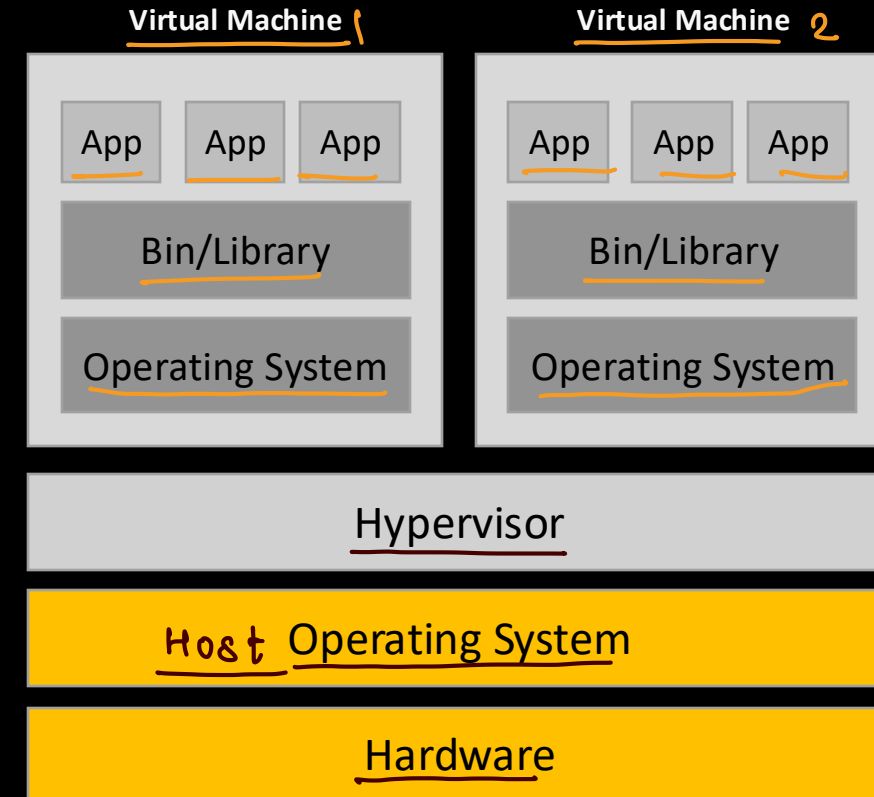 Virtual Machine 1
Virtual Machine 2
App App App
App App App
Bin/Library
Bin/Library
Operating System
Operating System
Hypervisor
Host Operating System
Hardware